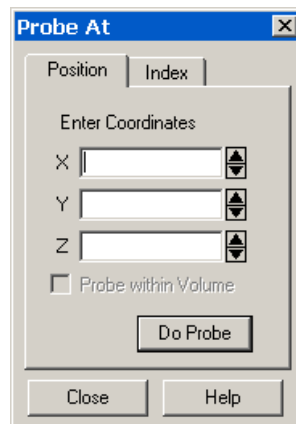 Probe At
Position Index
Enter Coordinates
X
Y
Z
Probe within Volume
Do Probe
Close Help